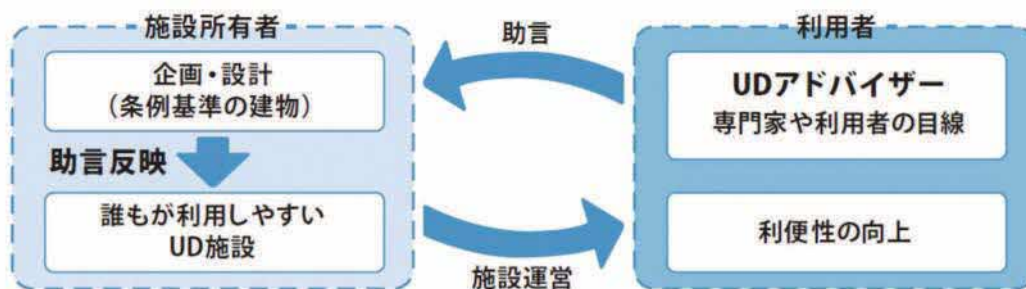 施設所有者
企画・設計
（条例基準の建物）
助言反映
誰もが利用しやすい
UD施設
助言
施設運営
利用者
UDアドバイザー
専門家や利用者の目線
利便性の向上